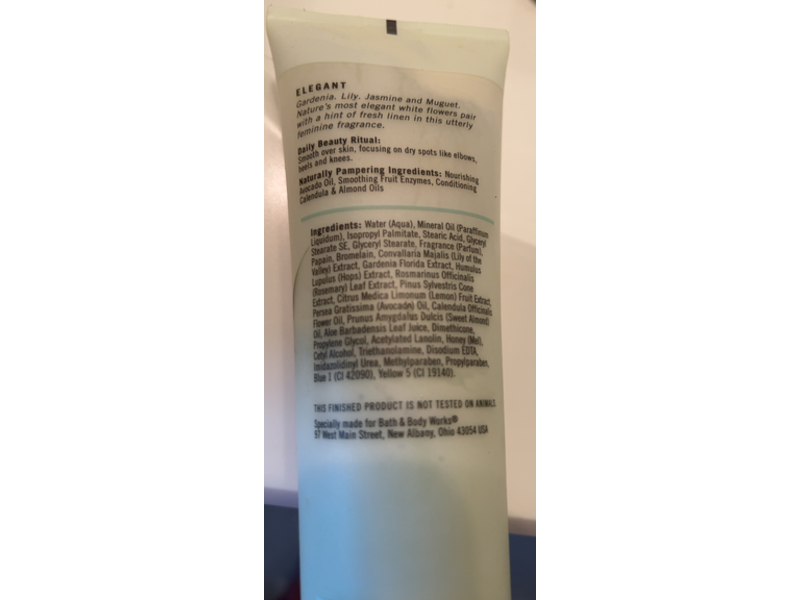 ELEGANT
Gardenia. Lily. Jasmine and Muguet.
Nature's most elegant white flowers pair
with a hint of fresh linen in this utterly
feminine fragrance.
Daily Beauty Ritual:
Smooth over skin, focusing on dry spots like elbows,
heels and knees.
Naturally Pampering Ingredients: Nourishing
Avocado Oil, Smoothing Fruit Enzymes, Conditioning
Calendula & Almond Oils
Ingredients: Water (Aqua), Mineral Oil (Paraffinum
Liquidum), Isopropyl Palmitate, Stearic Acid, Glyceryl
Stearate SE, Glyceryl Stearate, Fragrance (Parfum),
Papain, Bromelain, Convallaria Majalis (Lily of the
Valley) Extract, Gardenia Florida Extract, Humulus
Lupulus (Hops) Extract, Rosmarinus Officinalis
(Rosemary) Leaf Extract, Pinus Sylvestris Cone
Extract, Citrus Medica Limonum (Lemon) Fruit Extract,
Persea Gratissima (Avocado) Oil, Calendula Officinalis
Flower Oil, Prunus Amygdalus Dulcis (Sweet Almond)
Oil, Aloe Barbadensis Leaf Juice, Dimethicone,
Propylene Glycol, Acetylated Lanolin, Honey (Mel),
Cetyl Alcohol, Triethanolamine, Disodium EDTA,
Imidazolidinyl Urea, Methylparaben, Propylparaben,
Blue 1 (CI 42090), Yellow 5 (CI 19140).
THIS FINISHED PRODUCT IS NOT TESTED ON ANIMALS
Specially made for Bath & Body Works®
97 West Main Street, New Albany, Ohio 43054 USA